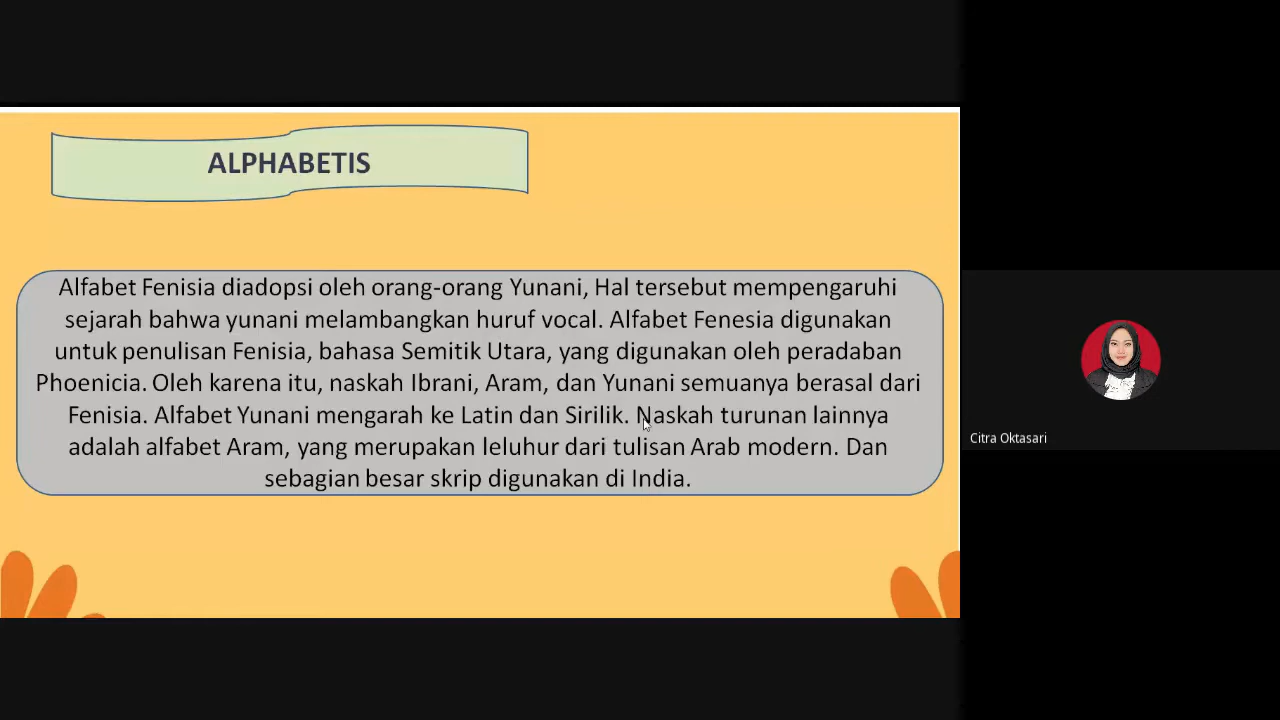 ALPHABETIS
Alfabet Fenisia diadopsi oleh orang-orang Yunani, Hal tersebut mempengaruhi
sejarah bahwa yunani melambangkan huruf vocal. Alfabet Fenesia digunakan
untuk penulisan Fenisia, bahasa Semitik Utara, yang digunakan oleh peradaban
Phoenicia. Oleh karena itu, naskah Ibrani, Aram, dan Yunani semuanya berasal dari
Fenisia. Alfabet Yunani mengarah ke Latin dan Sirilik. Naskah turunan lainnya
adalah alfabet Aram, yang merupakan leluhur dari tulisan Arab modern. Dan
sebagian besar skrip digunakan di India.
Citra Oktasari